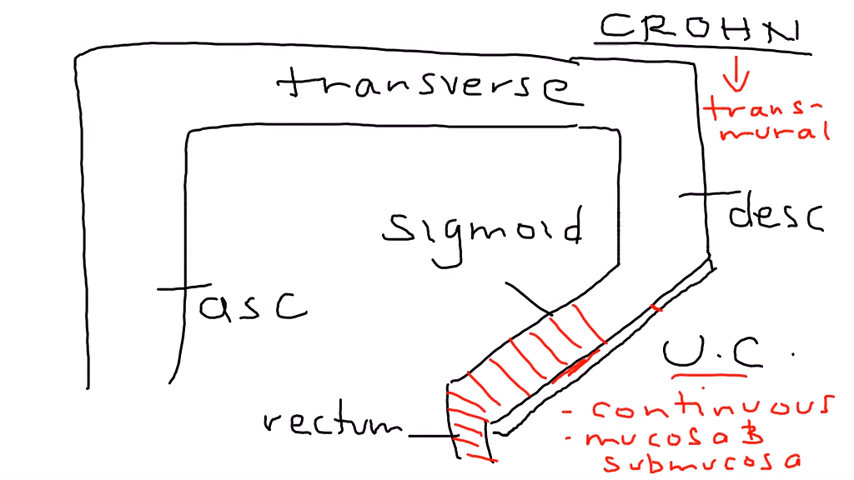 CROHN
transverse
trans-
mural
desc
sigmoid
asc
U.C.
- continuous
- mucosa &
submucosa
rectum